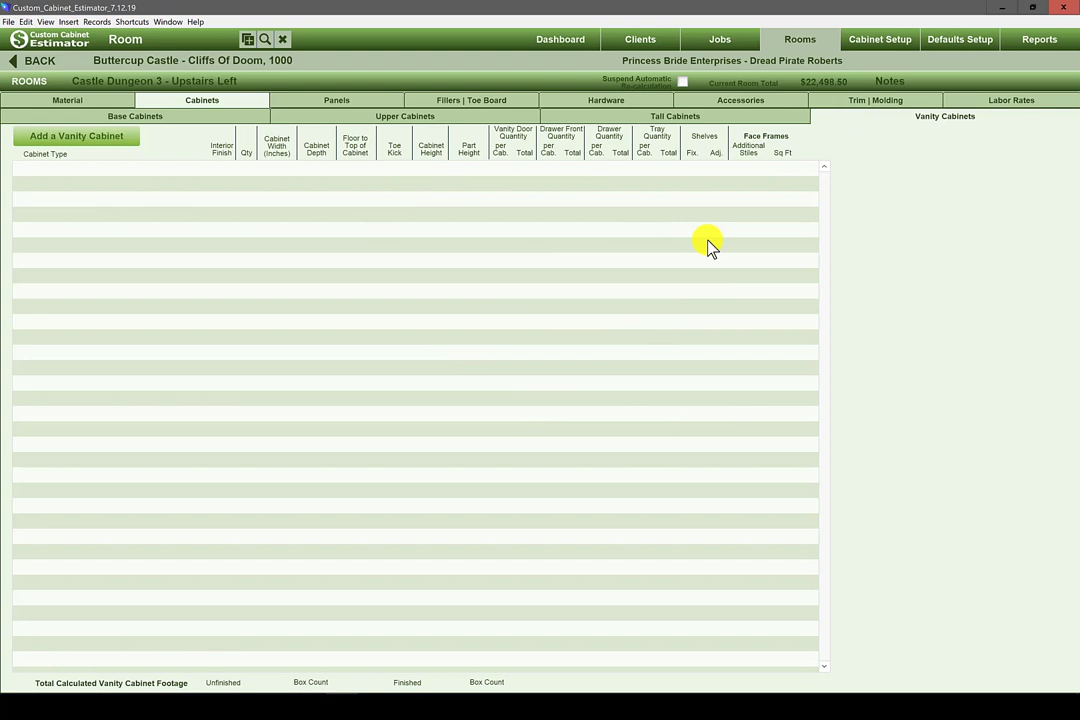 Custom_Cabinet_Estimator_7.12.19
File Edit View Insert Records Shortcuts Window Help
Custom Cabinet Estimator Room Dashboard Clients Jobs Rooms Cabinet Setup Defaults Setup Reports
BACK Buttercup Castle - Cliffs Of Doom, 1000 Princess Bride Enterprises - Dread Pirate Roberts
ROOMS Castle Dungeon 3 - Upstairs Left Suspend Automatic Re-calculation Current Room Total $22,498.50 Notes
Material Cabinets Panels Fillers | Toe Board Hardware Accessories Trim | Molding Labor Rates
Base Cabinets Upper Cabinets Tall Cabinets Vanity Cabinets
Add a Vanity Cabinet
Cabinet Type
Interior Finish
Qty
Cabinet Width (Inches)
Cabinet Depth
Floor to Top of Cabinet
Toe Kick
Cabinet Height
Part Height
Vanity Door Quantity per Cab. Total
Drawer Front Quantity per Cab. Total
Drawer Quantity per Cab. Total
Tray Quantity per Cab. Total
Shelves Fix. Adj.
Face Frames Additional Stiles Sq Ft
Total Calculated Vanity Cabinet Footage Unfinished Box Count Finished Box Count